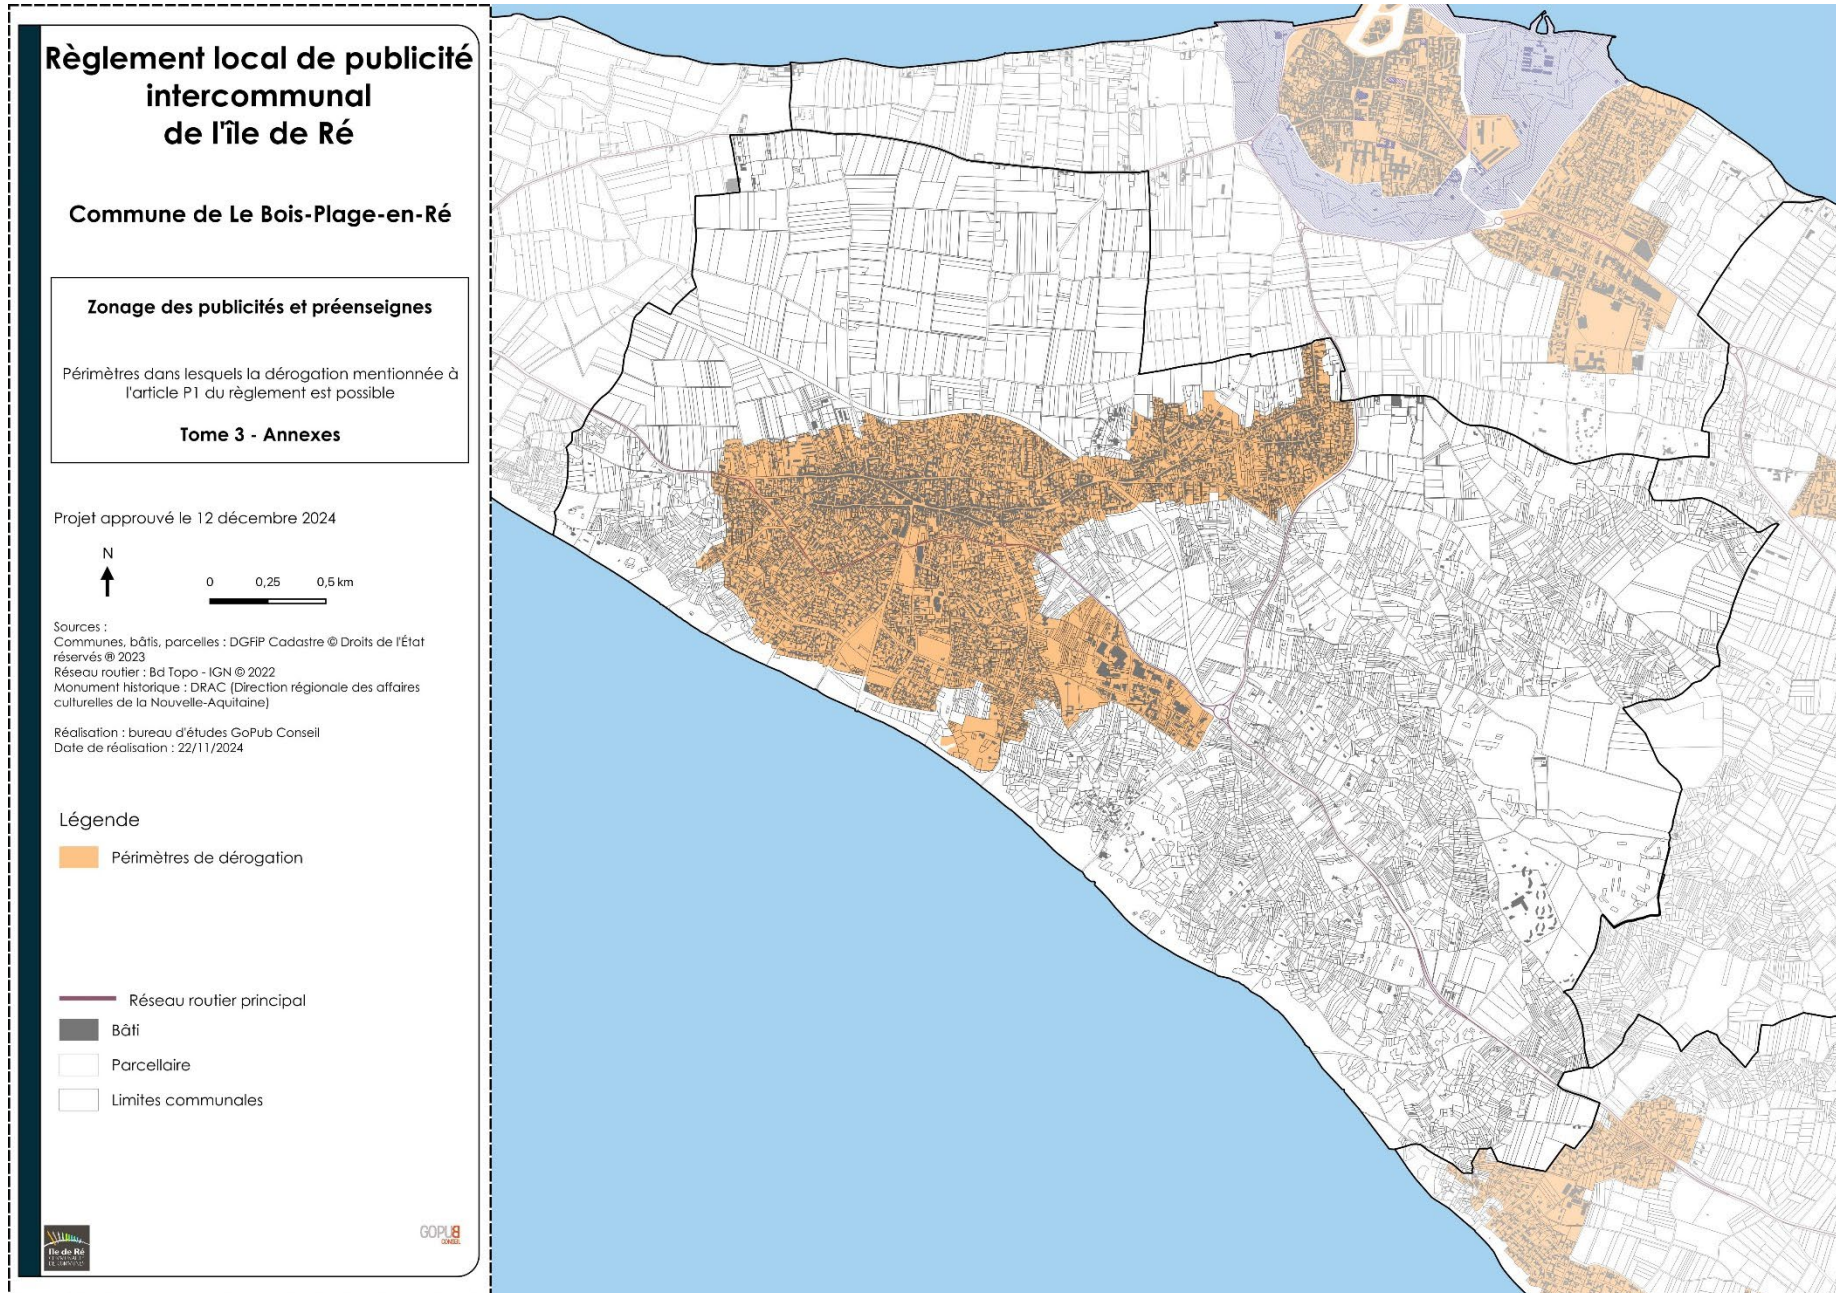 Règlement local de publicité
intercommunal
de l'île de Ré
Commune de Le Bois-Plage-en-Ré
Zonage des publicités et préenseignes
Périmètres dans lesquels la dérogation mentionnée à
l'article P1 du règlement est possible
Tome 3 - Annexes
Projet approuvé le 12 décembre 2024
N
0 0,25 0,5 km
Sources :
Communes, bâtis, parcelles : DGFiP Cadastre © Droits de l'État
réservés ® 2023
Réseau routier : Bd Topo - IGN © 2022
Monument historique : DRAC (Direction régionale des affaires
culturelles de la Nouvelle-Aquitaine)
Réalisation : bureau d'études GoPub Conseil
Date de réalisation : 22/11/2024
Légende
Périmètres de dérogation
Réseau routier principal
Bâti
Parcellaire
Limites communales
Ile de Ré
COMMUNAUTÉ
DE COMMUNES
GOPUB
CONSEIL